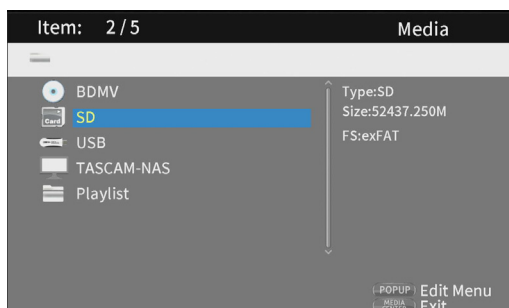 Item: 2/5 Media
BDMV
Card SD
USB
TASCAM-NAS
Playlist
Type:SD
Size:52437.250M
FS:exFAT
POPUP Edit Menu
MEDIA Exit